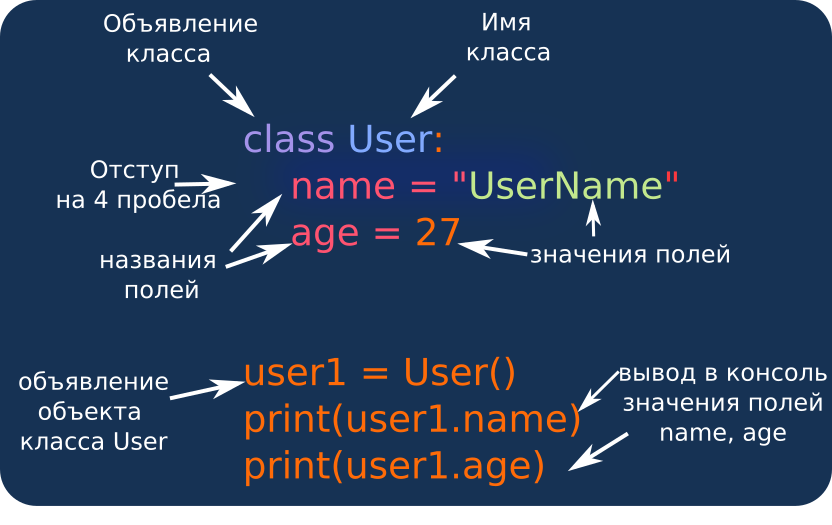 Объявление
класса
Имя
класса
class User:
Отступ
на 4 пробела
name = "UserName"
age = 27
названия
полей
значения полей
объявление
объекта
класса User
user1 = User()
print(user1.name)
print(user1.age)
вывод в консоль
значения полей
name, age